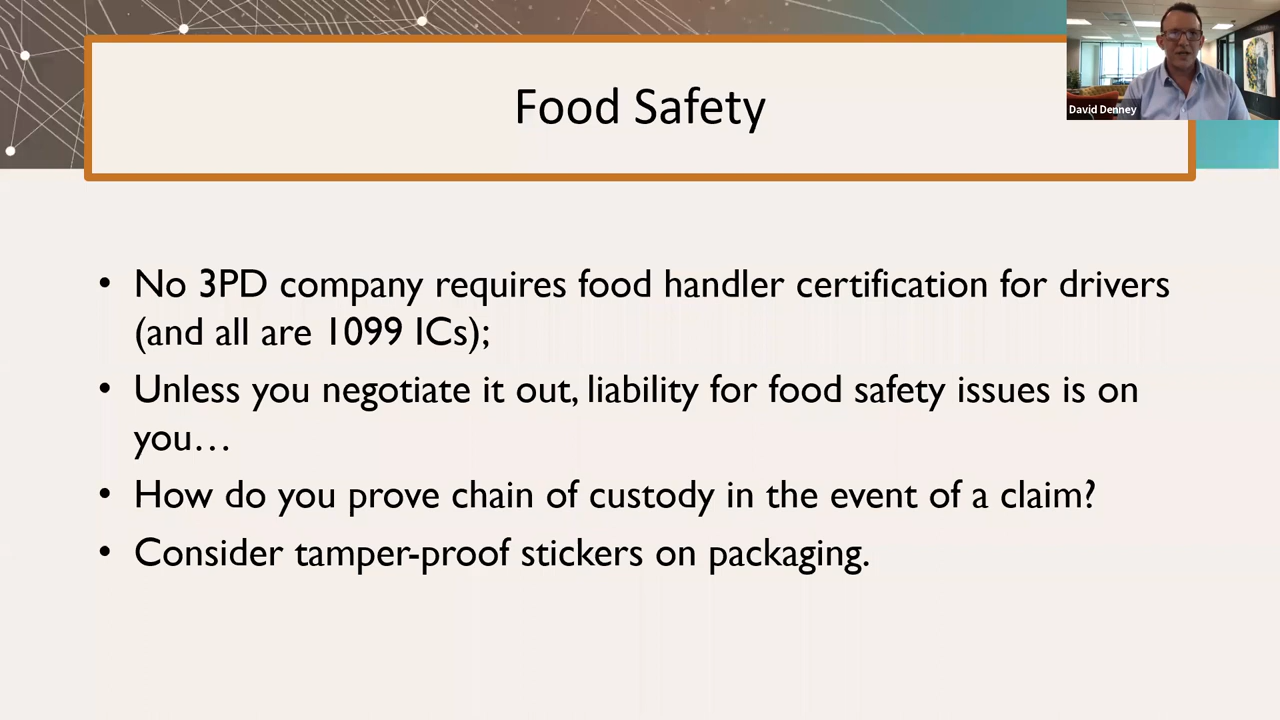 Food Safety
David Denney
• No 3PD company requires food handler certification for drivers
(and all are 1099 ICs);
• Unless you negotiate it out, liability for food safety issues is on
you…
• How do you prove chain of custody in the event of a claim?
• Consider tamper-proof stickers on packaging.